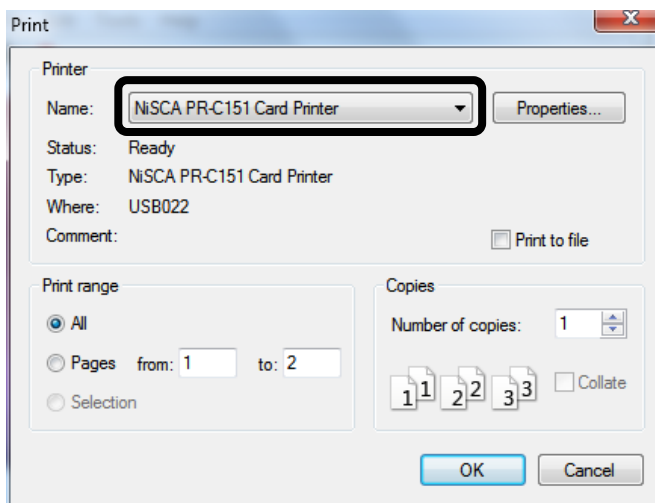 Print
Printer
Name: NiSCA PR-C151 Card Printer Properties...
Status: Ready
Type: NiSCA PR-C151 Card Printer
Where: USB022
Comment: Print to file
Print range
All
Pages from: 1 to: 2
Selection
Copies
Number of copies: 1
1 1 2 2 3 3 Collate
OK Cancel